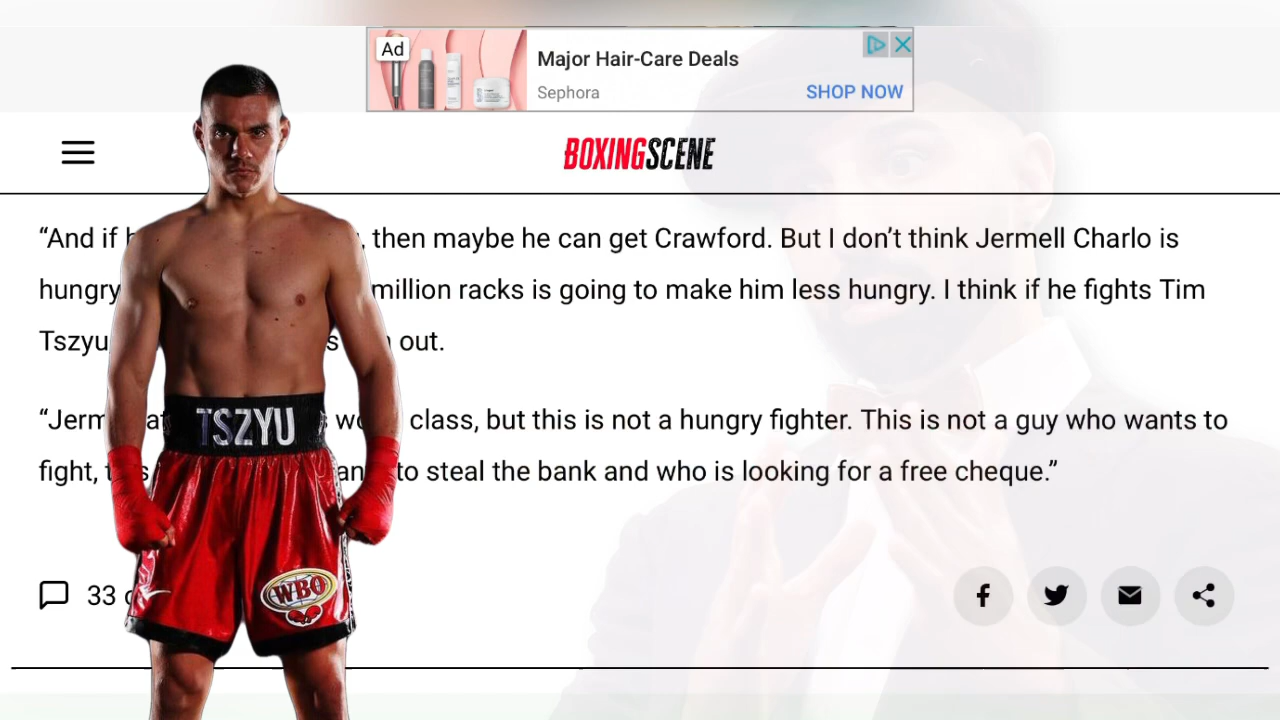 Ad
Major Hair-Care Deals
Sephora
SHOP NOW
BOXINGSCENE
“And if then maybe he can get Crawford. But I don’t think Jermell Charlo is
hungry million racks is going to make him less hungry. I think if he fights Tim
Tszyu out.
“Jerm class, but this is not a hungry fighter. This is not a guy who wants to
fight, to steal the bank and who is looking for a free cheque.”
TSZYU
33
WBO